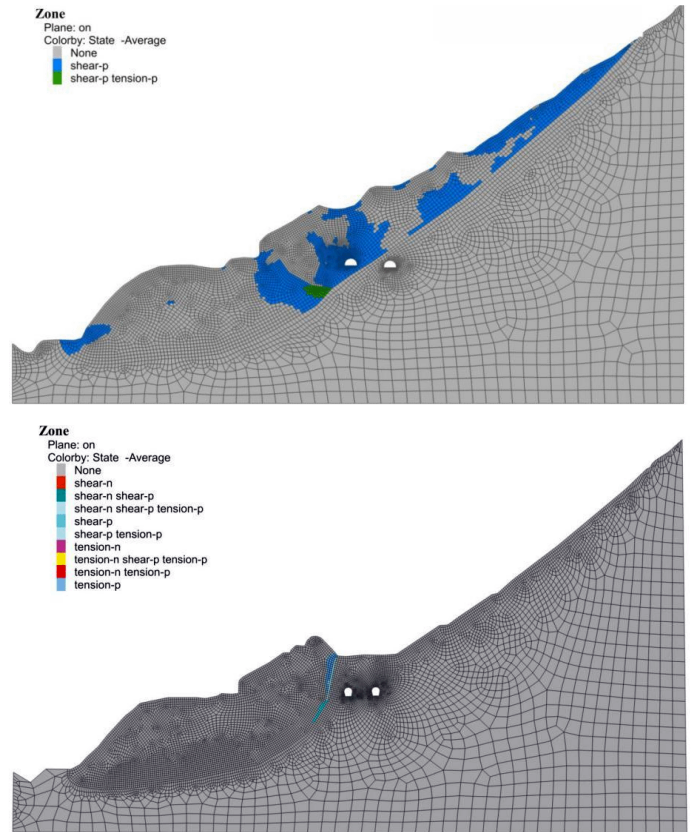 Zone
Plane: on
Colorby: State -Average
None
shear-p
shear-p tension-p
Zone
Plane: on
Colorby: State -Average
None
shear-n
shear-n shear-p
shear-n shear-p tension-p
shear-p
shear-p tension-p
tension-n
tension-n shear-p tension-p
tension-n tension-p
tension-p